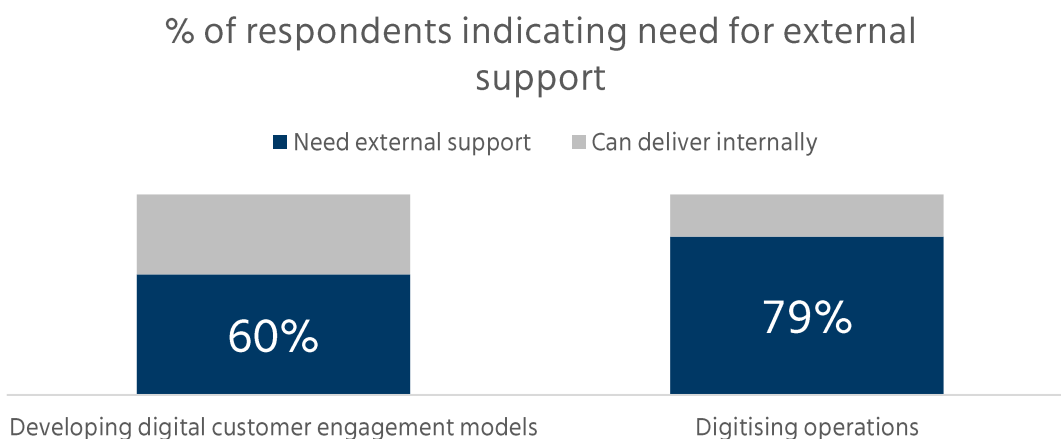 % of respondents indicating need for external
support
Need external support
Can deliver internally
60%
79%
Developing digital customer engagement models
Digitising operations